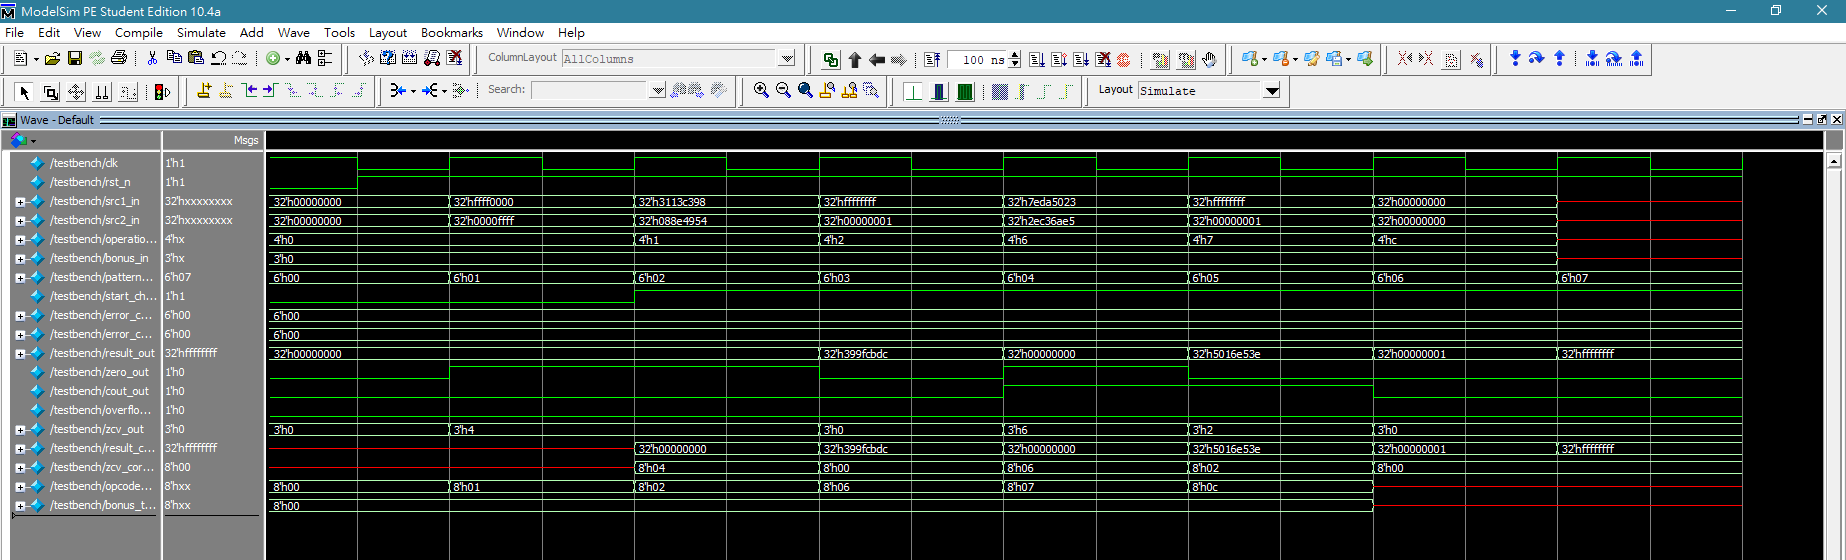 ModelSim PE Student Edition 10.4a
File Edit View Compile Simulate Add Wave Tools Layout Bookmarks Window Help
ColumnLayout AllColumns 100 ns
Search: Layout Simulate
Wave - Default
Msgs
/testbench/clk 1'h1
/testbench/rst_n 1'h1
/testbench/src1_in 32'hxxxxxxxx 32'h00000000 32'hffff0000 32'h3113c398 32'hffffffff 32'h7eda5023 32'hffffffff 32'h00000000
/testbench/src2_in 32'hxxxxxxxx 32'h00000000 32'h0000ffff 32'h088e4954 32'h00000001 32'h2ec36ae5 32'h00000001 32'h00000000
/testbench/operatio... 4'hx 4'h0 4'h1 4'h2 4'h6 4'h7 4'hc
/testbench/bonus_in 3'hx 3'h0
/testbench/pattern... 6'h07 6'h00 6'h01 6'h02 6'h03 6'h04 6'h05 6'h06 6'h07
/testbench/start_ch... 1'h1
/testbench/error_c... 6'h00 6'h00
/testbench/error_c... 6'h00 6'h00
/testbench/result_out 32'hffffffff 32'h00000000 32'h399fcbdc 32'h00000000 32'h5016e53e 32'h00000001 32'hffffffff
/testbench/zero_out 1'h0
/testbench/cout_out 1'h0
/testbench/overflo... 1'h0
/testbench/zcv_out 3'h0 3'h0 3'h4 3'h0 3'h6 3'h2 3'h0
/testbench/result_c... 32'hffffffff 32'h00000000 32'h399fcbdc 32'h00000000 32'h5016e53e 32'h00000001 32'hffffffff
/testbench/zcv_cor... 8'h00 8'h04 8'h00 8'h06 8'h02 8'h00
/testbench/opcode... 8'hxx 8'h00 8'h01 8'h02 8'h06 8'h07 8'h0c
/testbench/bonus_t... 8'hxx 8'h00